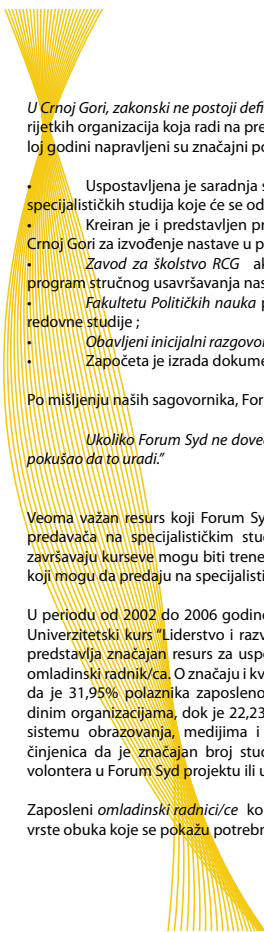 U Crnoj Gori, zakonski ne postoji defi
rijetkih organizacija koja radi na pre
loj godini napravljeni su značajni po
• Uspostavljena je saradnja s
specijalističkih studija koje će se od
• Kreiran je i predstavljen pr
Crnoj Gori za izvođenje nastave u p
• Zavod za školstvo RCG ak
program stručnog usavršavanja nas
• Fakultetu Političkih nauka p
redovne studije ;
• Obavljeni inicijalni razgovor
• Započeta je izrada dokume
Po mišljenju naših sagovornika, For
Ukoliko Forum Syd ne dove
pokušao da to uradi.”
Veoma važan resurs koji Forum Sy
predavača na specijalističkim stu
završavaju kurseve mogu biti trene
koji mogu da predaju na specijalisti
U periodu od 2002 do 2006 godine
Univerzitetski kurs “Liderstvo i razv
predstavlja značajan resurs za uspo
omladinski radnik/ca. O značaju i kv
da je 31,95% polaznika zaposleno
dinim organizacijama, dok je 22,23
sistemu obrazovanja, medijima i
činjenica da je značajan broj stud
volontera u Forum Syd projektu ili u
Zaposleni omladinski radnici/ce ko
vrste obuka koje se pokažu potrebn